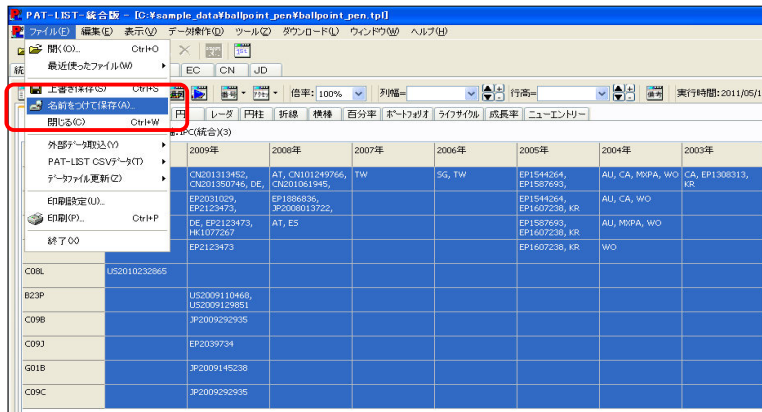 PAT-LIST-統合版 - [G:¥sample_data¥ballpoint_pen¥ballpoint_pen.tpl]
ファイル(F) 編集(E) 表示(V) データ操作(D) ツール(Z) ダウンロード(L) ウィンドウ(W) ヘルプ(H)
開く(O)... Ctrl+O
最近使ったファイル(W)
統 EC CN JD
上書き保存(S) Ctrl+S 番号 アクセス 倍率: 100% 列幅= 行高= 備考 実行時間:2011/05/1
名前をつけて保存(A)...
円 レーダ 円柱 折線 横棒 百分率 ポートフォリオ ライフサイクル 成長率 ニューエントリー
閉じる(C) Ctrl+W
:IPC(統合)(3)
外部データ取込(Y)
PAT-LIST CSVデータ(T)
データファイル更新(Z)
印刷設定(U)...
印刷(P)... Ctrl+P
終了(X)
2009年 2008年 2007年 2006年 2005年 2004年 2003年
CN201313452, AT, CN101249766, TW SG, TW EP1544264, AU, CA, MXPA, WO CA, EP1308313,
CN201350746, DE, CN201061945, EP1587693, KR
EP2031029, EP1886836, EP1544264, AU, CA, WO
EP2123473, JP2008013722, EP1607238, KR
DE, EP2123473, AT, ES EP1587693, AU, MXPA, WO
HK1077267 EP1607238, KR
EP2123473 EP1607238, KR WO
C08L US2010232865
B23P US2009110468,
US2009129851
C09B JP2009292935
C09J EP2039734
G01B JP2009145238
C09C JP2009292935